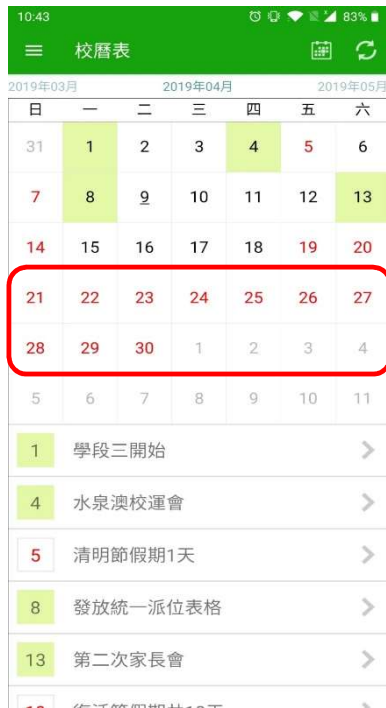 10:43 83%
校曆表
2019年03月 2019年04月 2019年05月
日 一 二 三 四 五 六
31 1 2 3 4 5 6
7 8 9 10 11 12 13
14 15 16 17 18 19 20
21 22 23 24 25 26 27
28 29 30 1 2 3 4
5 6 7 8 9 10 11
1 學段三開始
4 水泉澳校運會
5 清明節假期1天
8 發放統一派位表格
13 第二次家長會